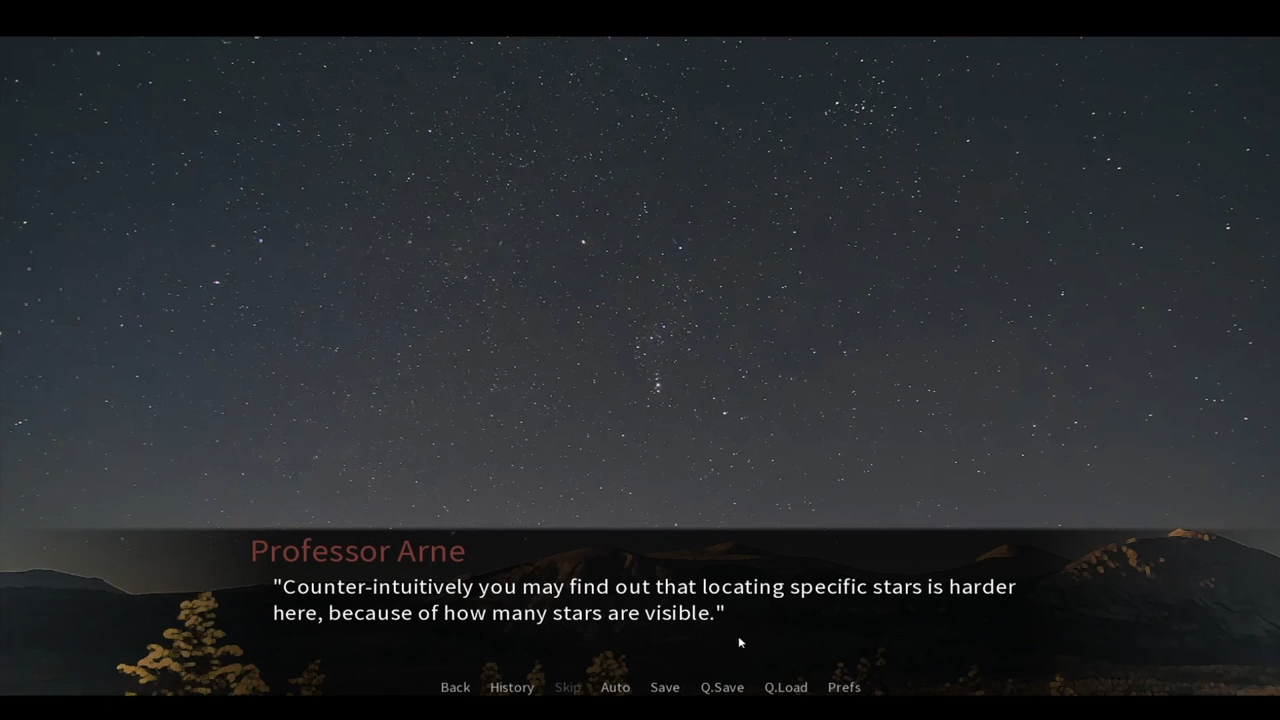 Professor Arne
"Counter-intuitively you may find out that locating specific stars is harder
here, because of how many stars are visible."
Back History Skip Auto Save Q.Save Q.Load Prefs